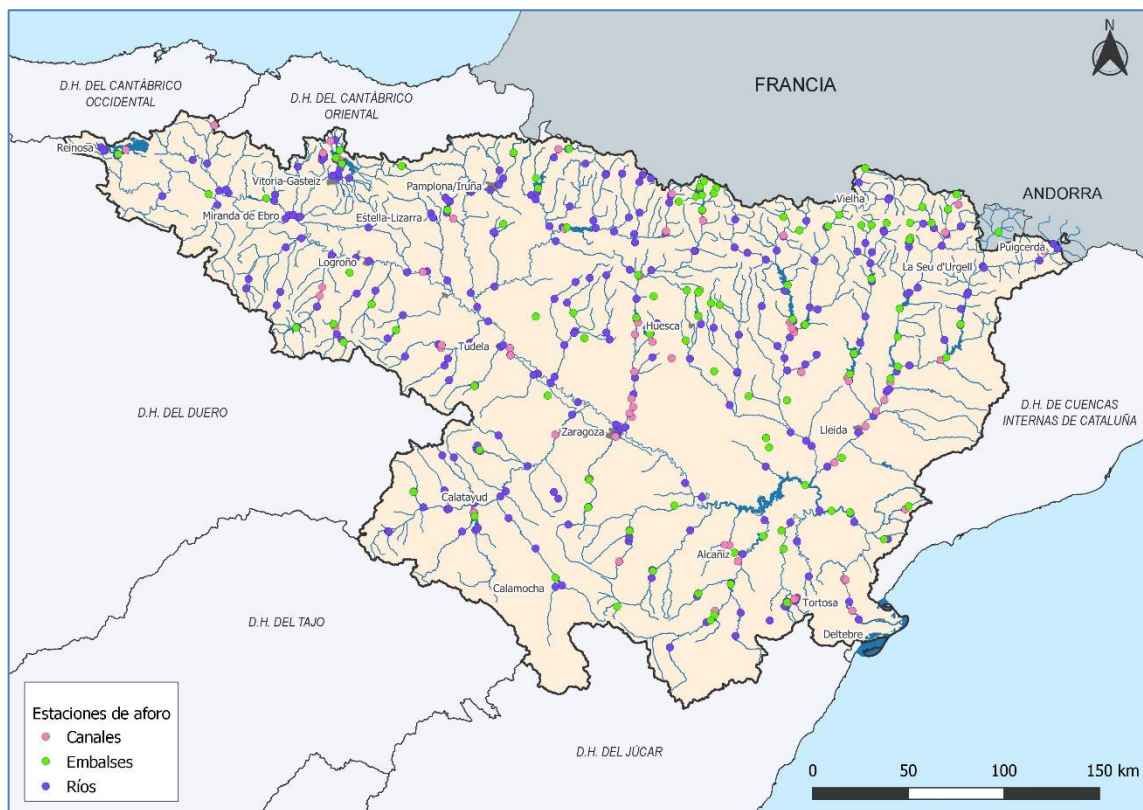 N
FRANCIA
D.H. DEL CANTÁBRICO
OCCIDENTAL
D.H. DEL CANTÁBRICO
ORIENTAL
Reinosa
Vitoria-Gasteiz
Pamplona/Iruña
Vielha
ANDORRA
Miranda de Ebro
Estella-Lizarra
Puigcerda
Logroño
La Seu d'Urgell
Huesca
Tudela
D.H. DEL DUERO
D.H. DE CUENCAS
INTERNAS DE CATALUÑA
Zaragoza
Lleida
Calatayud
Alcañiz
Calamocha
Tortosa
D.H. DEL TAJO
Deltebre
Estaciones de aforo
Canales
Embalses
Ríos
D.H. DEL JÚCAR
0 50 100 150 km